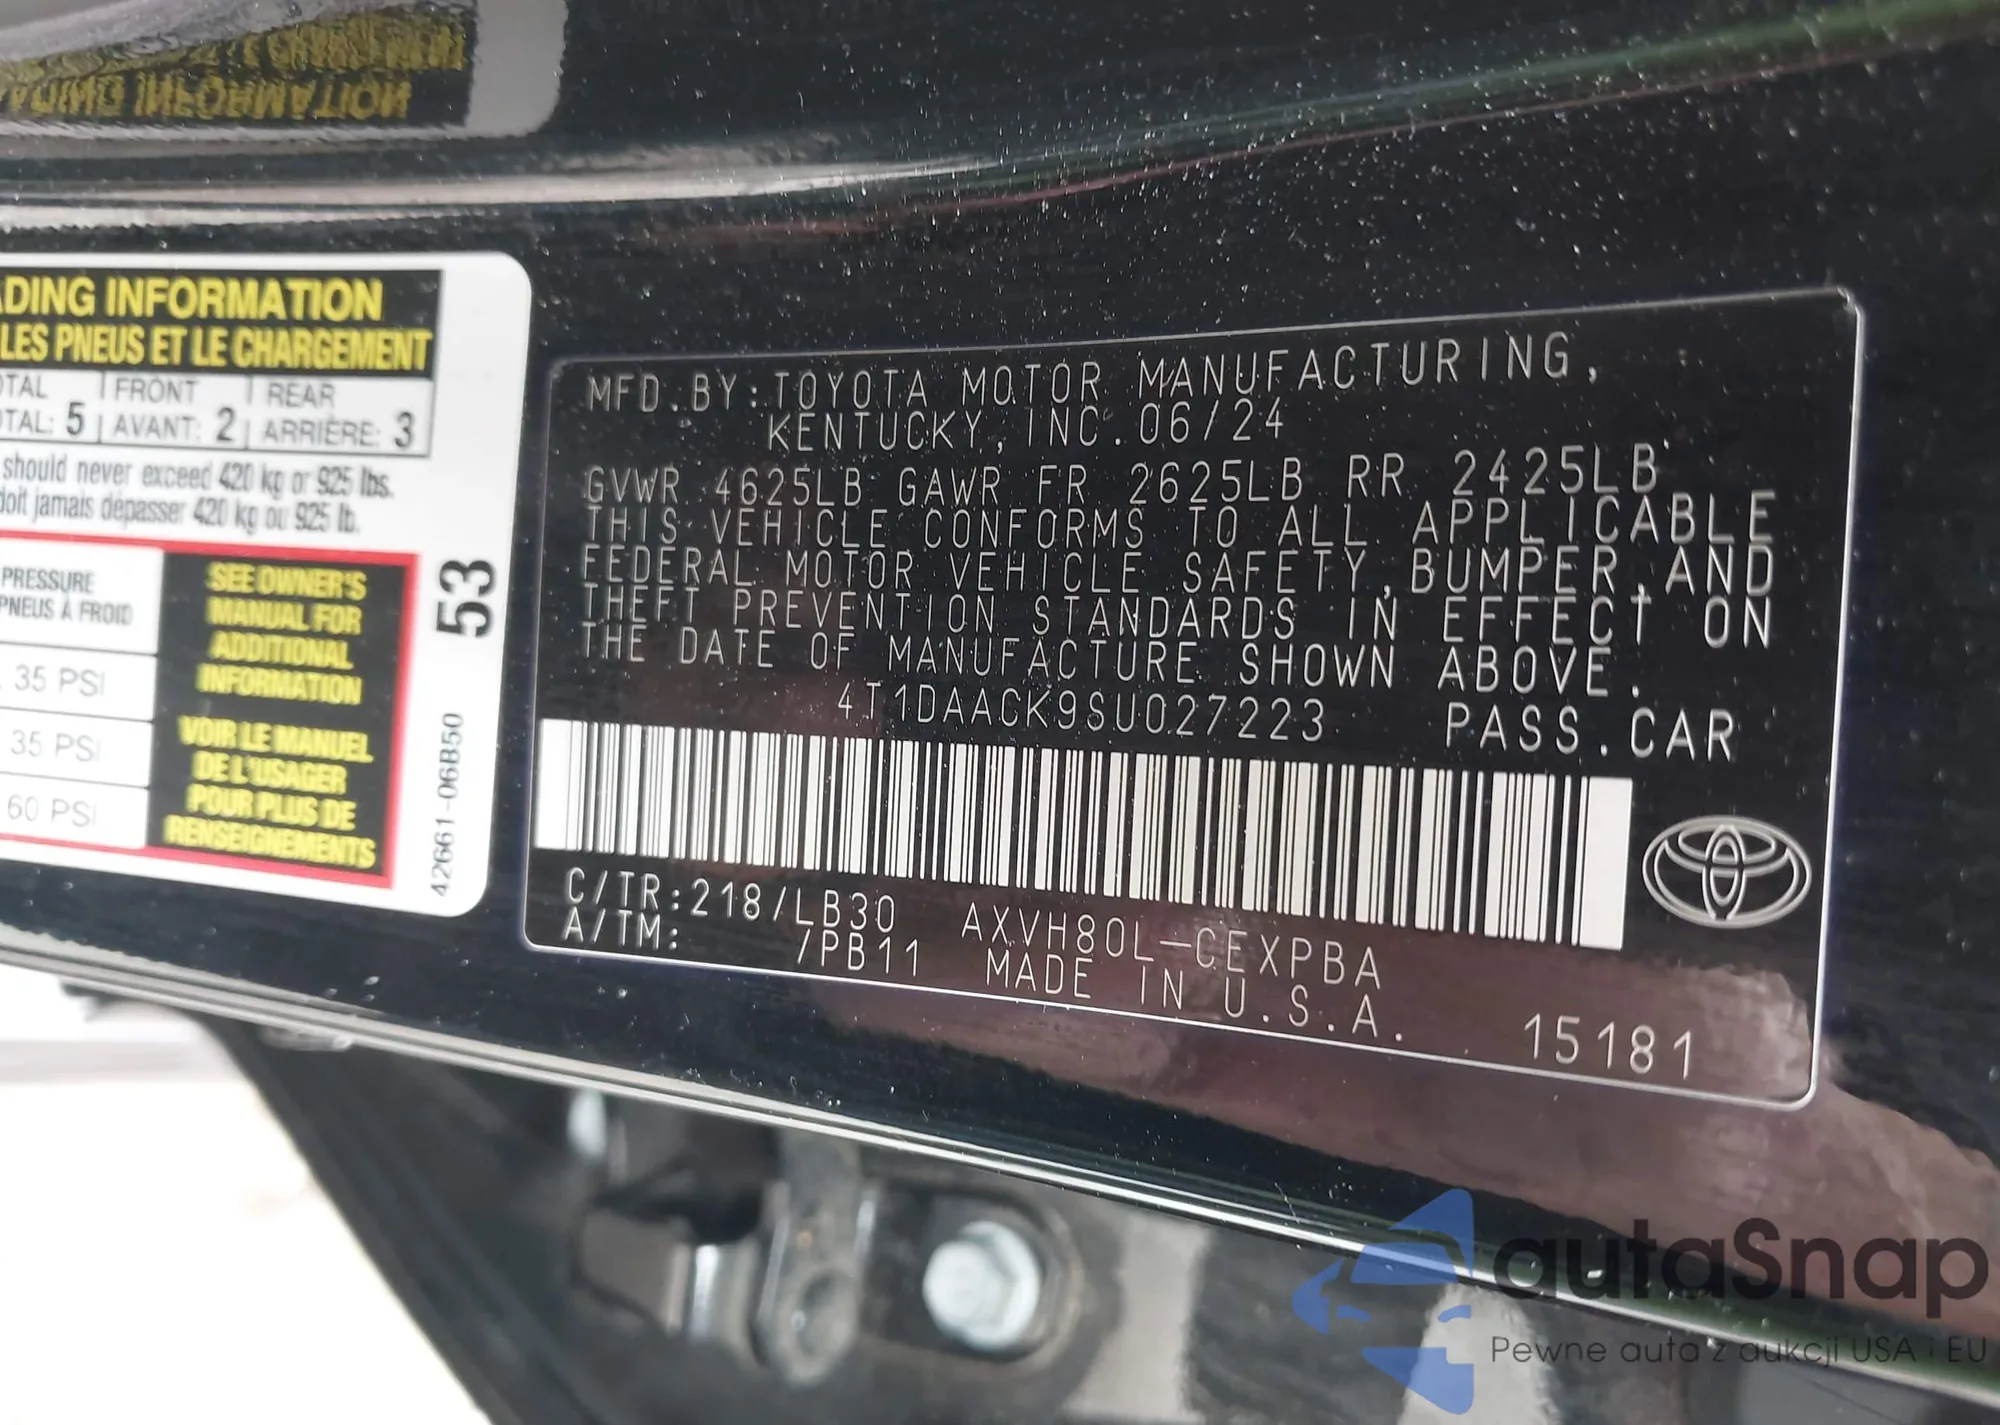 ADING INFORMATION
LES PNEUS ET LE CHARGEMENT
OTAL FRONT REAR
OTAL: 5 AVANT: 2 ARRIÈRE: 3
should never exceed 420 kg or 925 lbs.
doit jamais dépasser 420 kg ou 925 lb.
PRESSURE
PNEUS À FROID
35 PSI
35 PSI
60 PSI
SEE OWNER'S
MANUAL FOR
ADDITIONAL
INFORMATION
VOIR LE MANUEL
DE L'USAGER
POUR PLUS DE
RENSEIGNEMENTS
53
42661-06B50
MFD.BY:TOYOTA MOTOR MANUFACTURING,
KENTUCKY, INC. 06/24
GVWR 4625LB GAWR FR 2625LB RR 2425LB
THIS VEHICLE CONFORMS TO ALL APPLICABLE
FEDERAL MOTOR VEHICLE SAFETY,BUMPER,AND
THEFT PREVENTION STANDARDS IN EFFECT ON
THE DATE OF MANUFACTURE SHOWN ABOVE.
4T1DAACK9SU027223 PASS.CAR
C/TR:218/LB30 AXVH80L-CEXPBA
A/TM: /PB11 MADE IN U.S.A.
15181
autaSnap
Pewne auta z aukcji USA i EU